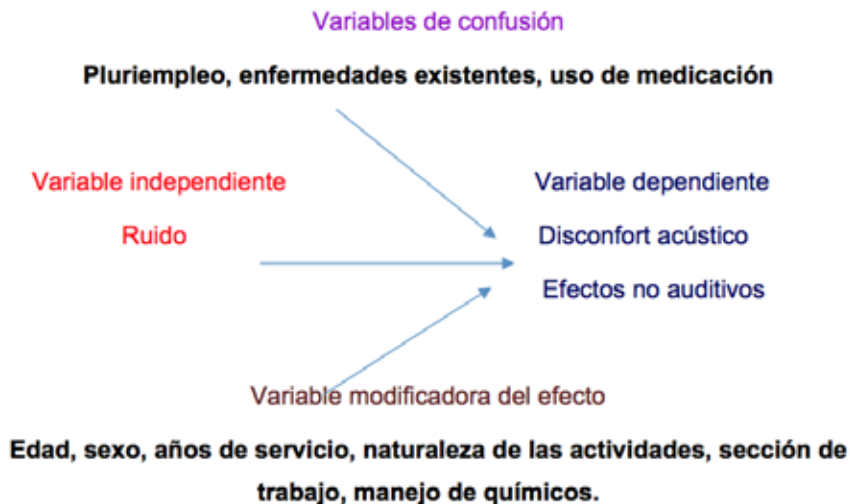 Variables de confusión
Pluriempleo, enfermedades existentes, uso de medicación
Variable independiente
Ruido
Variable dependiente
Disconfort acústico
Efectos no auditivos
Variable modificadora del efecto
Edad, sexo, años de servicio, naturaleza de las actividades, sección de
trabajo, manejo de químicos.